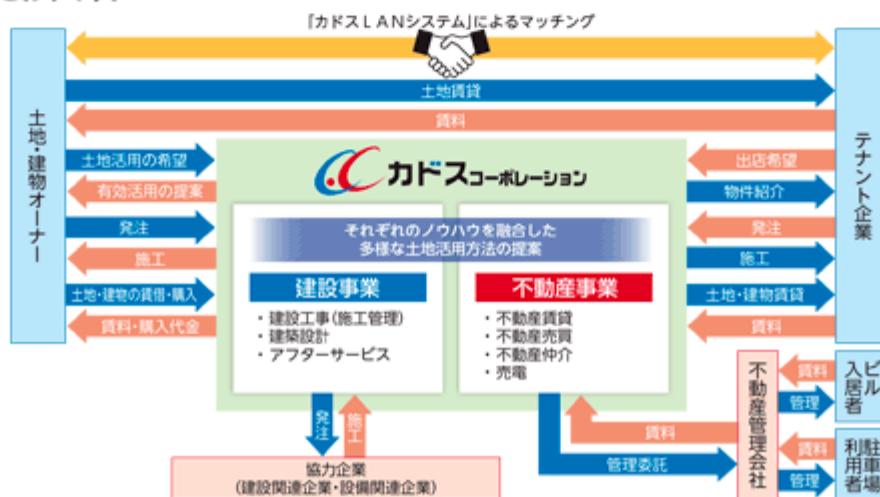 「カドスLANシステム」によるマッチング
土地賃貸
賃料
土地・建物オーナー
テナント企業
土地活用の希望
有効活用の提案
発注
施工
土地・建物の賃借・購入
賃料・購入代金
カドスコーポレーション
それぞれのノウハウを融合した
多様な土地活用方法の提案
建設事業
・建設工事(施工管理)
・建築設計
・アフターサービス
不動産事業
・不動産賃貸
・不動産売買
・不動産仲介
・売電
出店希望
物件紹介
発注
施工
土地・建物賃貸
賃料
発注
施工
協力企業
(建設関連企業・設備関連企業)
賃料
管理委託
不動産管理会社
賃料
管理
ビル
入居者
賃料
管理
駐車場
利用者